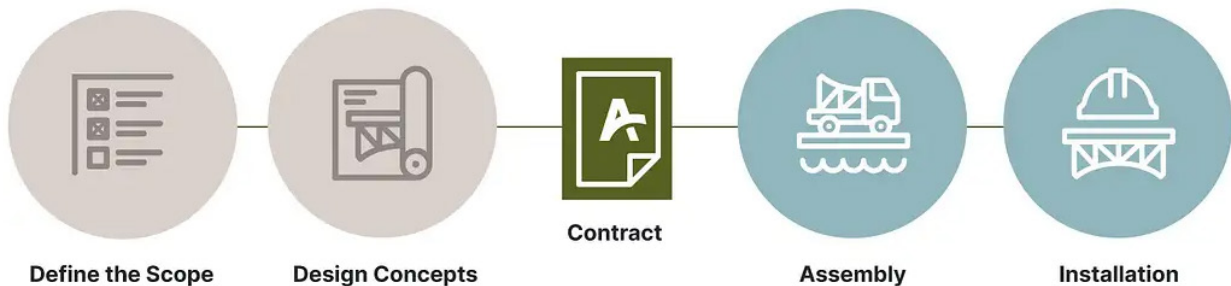 Define the Scope
Design Concepts
Contract
Assembly
Installation